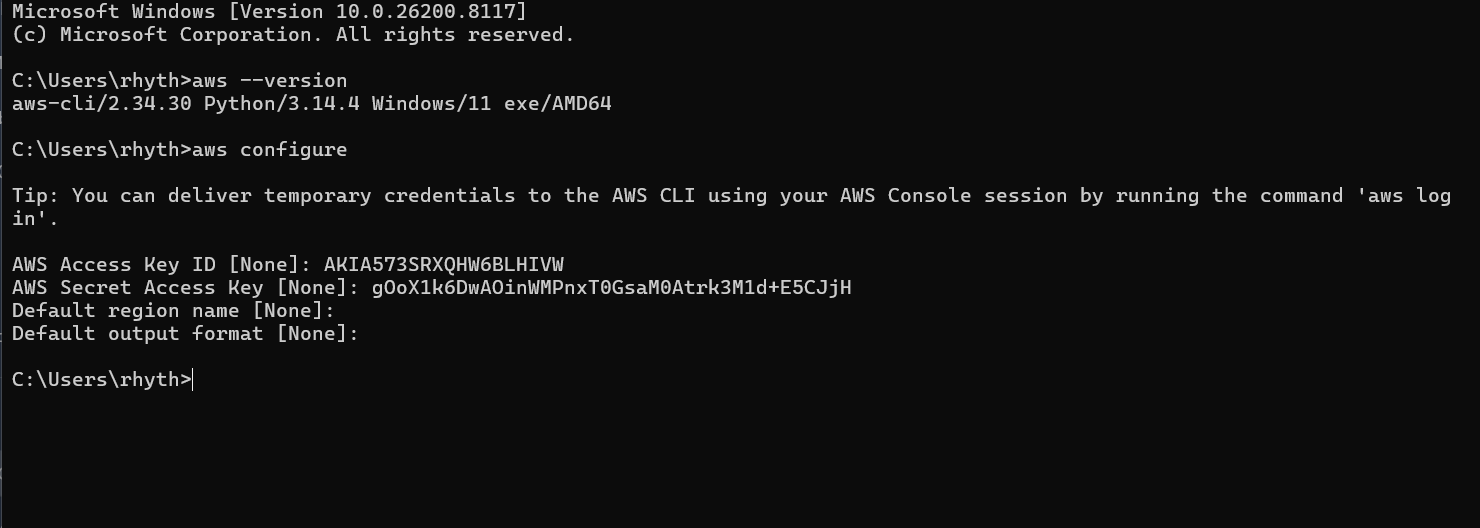 Microsoft Windows [Version 10.0.26200.8117]
(c) Microsoft Corporation. All rights reserved.
C:\Users\rhyth>aws --version
aws-cli/2.34.30 Python/3.14.4 Windows/11 exe/AMD64
C:\Users\rhyth>aws configure
Tip: You can deliver temporary credentials to the AWS CLI using your AWS Console session by running the command 'aws log
in'.
AWS Access Key ID [None]: AKIA573SRXQHW6BLHIVW
AWS Secret Access Key [None]: gOoX1k6DwAOinWMPnxT0GsaM0Atrk3M1d+E5CJjH
Default region name [None]:
Default output format [None]:
C:\Users\rhyth>